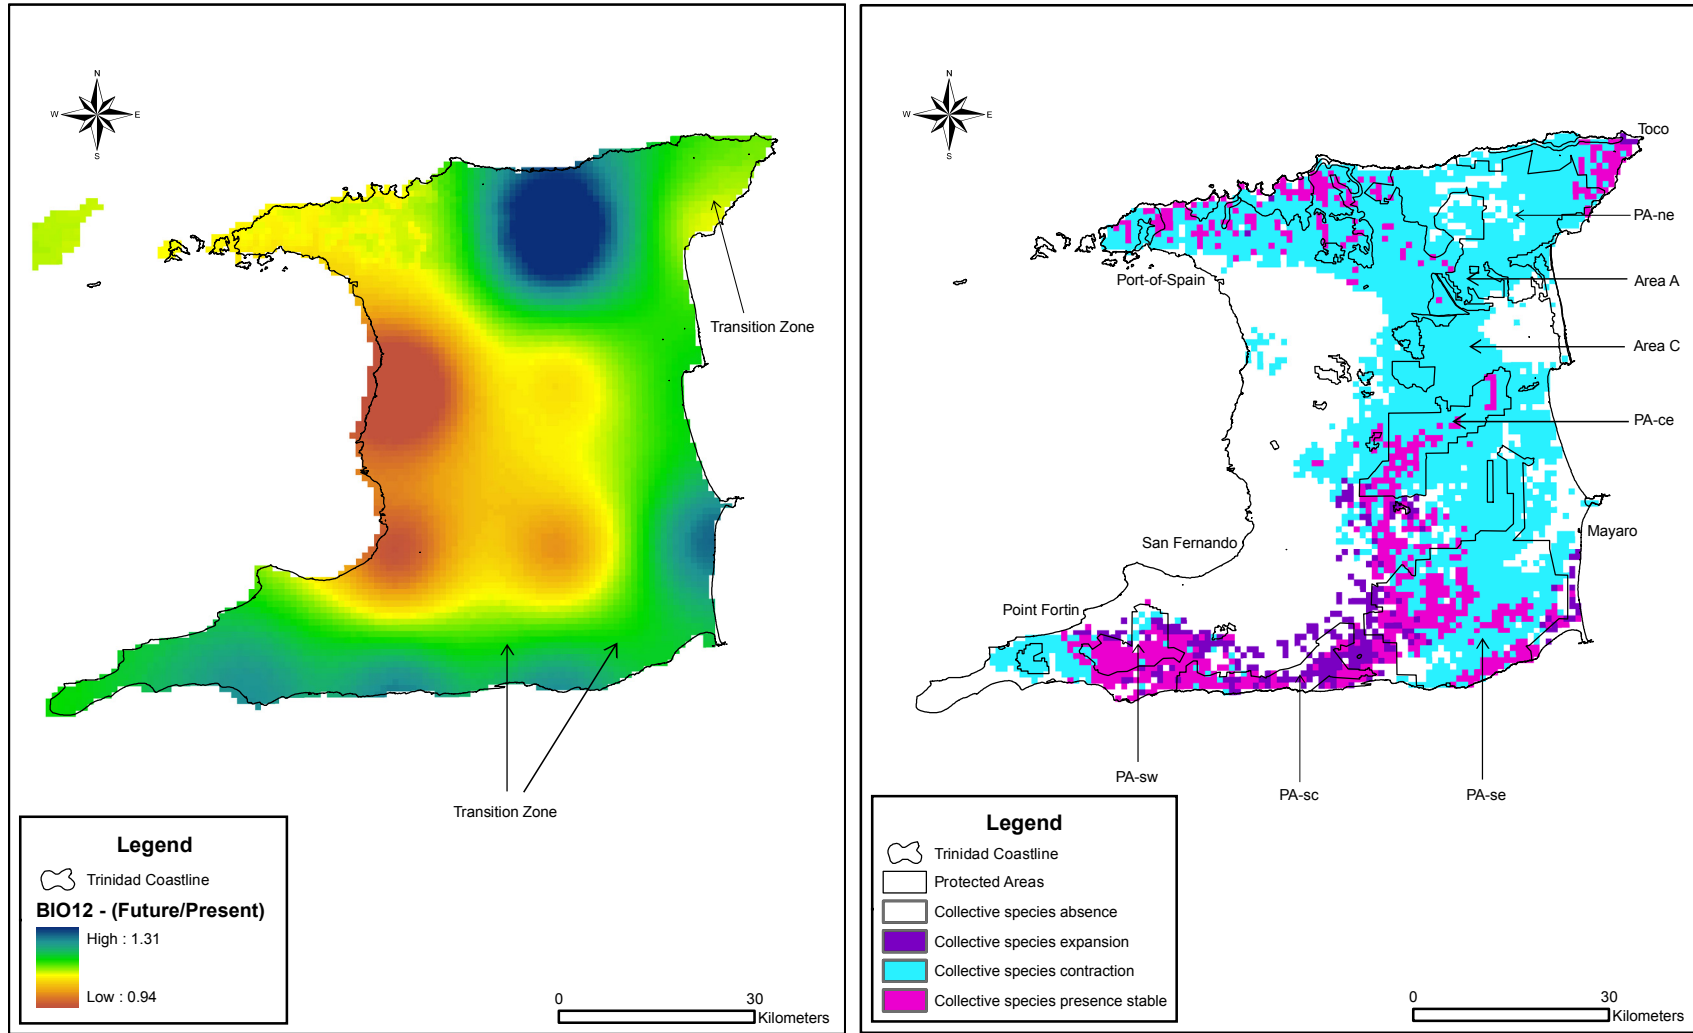 N
W
E
S
Transition Zone
Transition Zone
Legend
Trinidad Coastline
BIO12 - (Future/Present)
High : 1.31
Low : 0.94
0
30
Kilometers
N
W
E
S
Toco
PA-ne
Port-of-Spain
Area A
Area C
PA-ce
Mayaro
San Fernando
Point Fortin
PA-sw
PA-sc
PA-se
Legend
Trinidad Coastline
Protected Areas
Collective species absence
Collective species expansion
Collective species contraction
Collective species presence stable
0
30
Kilometers